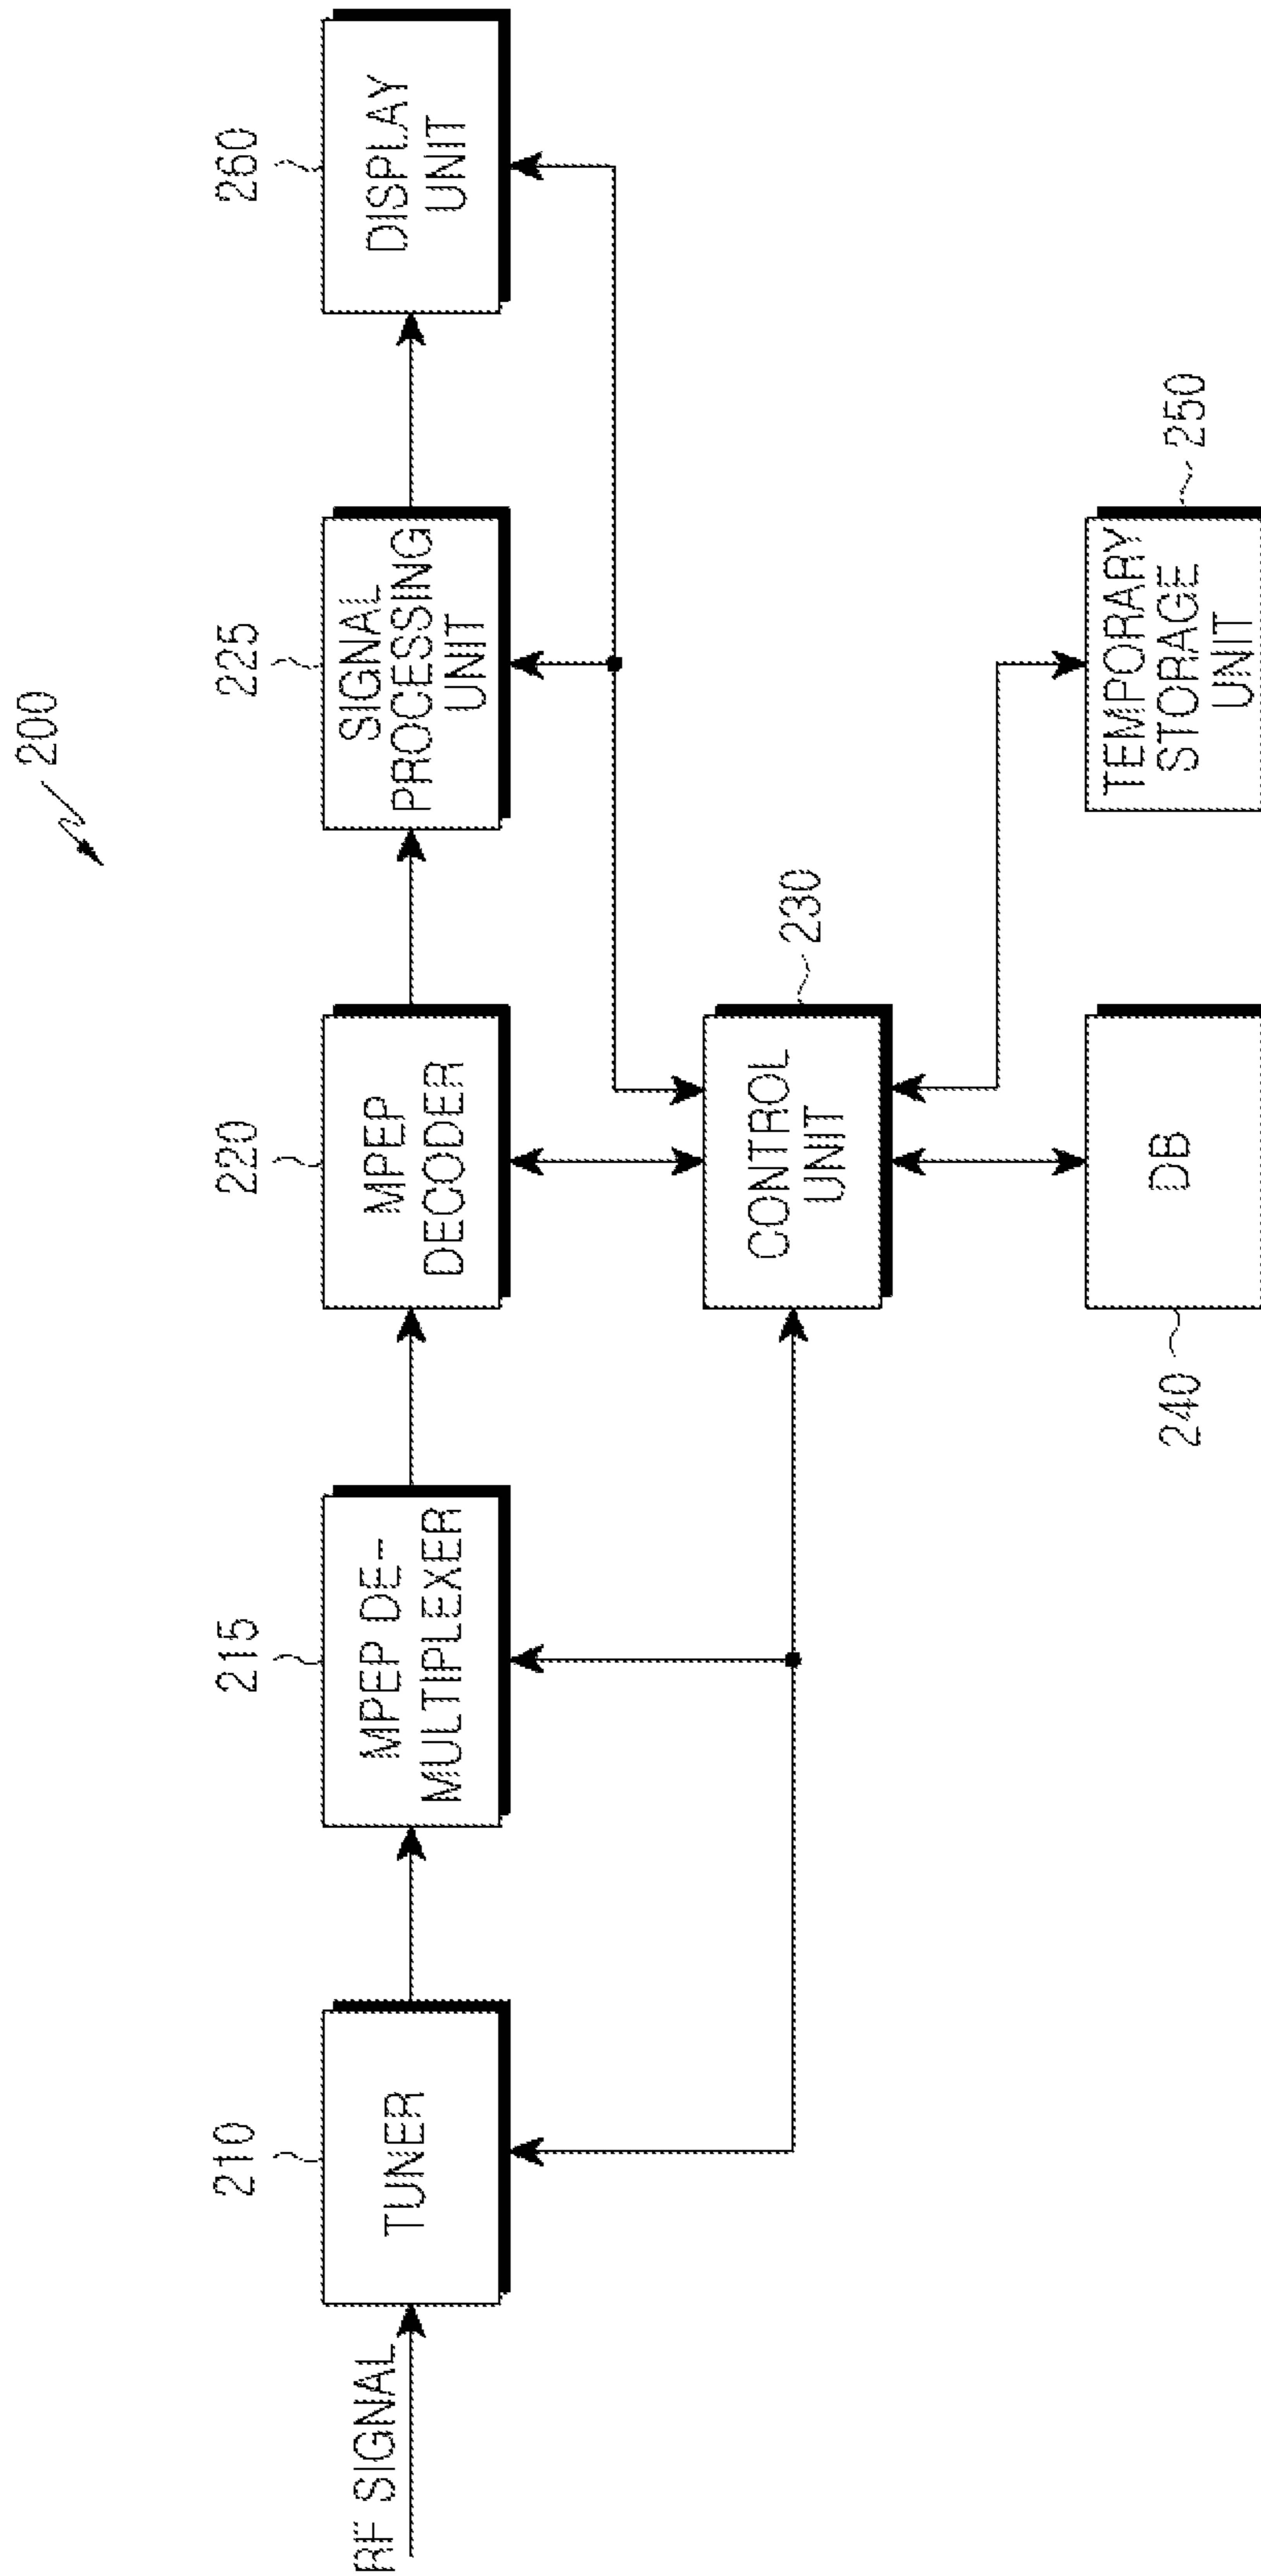 200
210
215
220
225
260
RF SIGNAL
TUNER
MPEP DE-
MULTIPLEXER
MPEP
DECODER
SIGNAL
PROCESSING
UNIT
DISPLAY
UNIT
CONTROL
UNIT
230
240
DB
TEMPORARY
STORAGE
UNIT
250